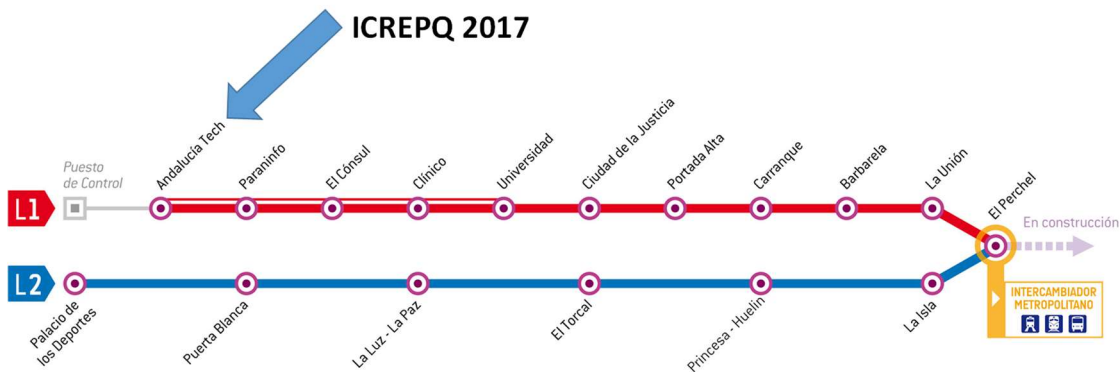 ICREPQ 2017
Puesto
de Control
Andalucía Tech
Paraninfo
El Cónsul
Clínico
Universidad
Ciudad de la Justicia
Portada Alta
Carranque
Barbarela
La Unión
El Perchel
L1
En construcción
L2
Palacio de
los Deportes
Puerta Blanca
La Luz - La Paz
El Torcal
Princesa - Huelin
La Isla
INTERCAMBIADOR
METROPOLITANO